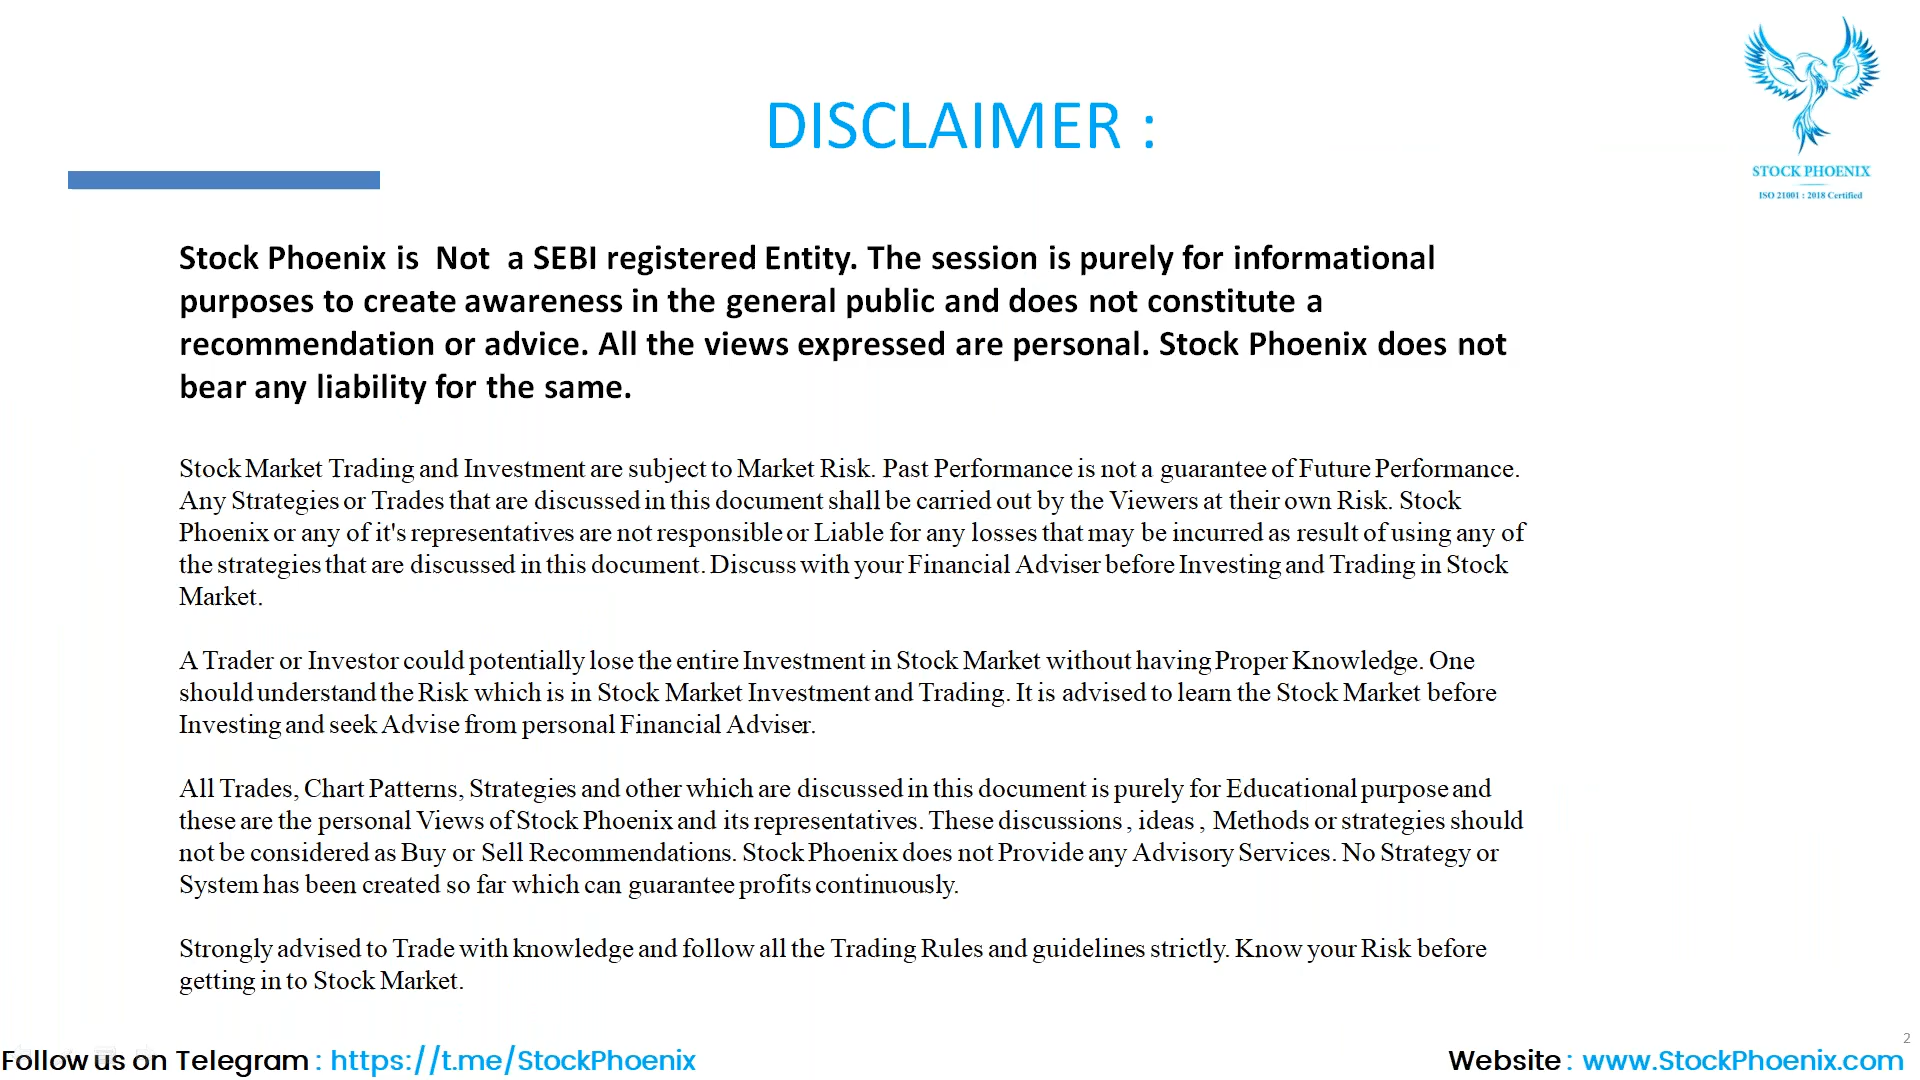 DISCLAIMER :
STOCK PHOENIX
ISO 21001 : 2018 Certified
Stock Phoenix is Not a SEBI registered Entity. The session is purely for informational
purposes to create awareness in the general public and does not constitute a
recommendation or advice. All the views expressed are personal. Stock Phoenix does not
bear any liability for the same.
Stock Market Trading and Investment are subject to Market Risk. Past Performance is not a guarantee of Future Performance.
Any Strategies or Trades that are discussed in this document shall be carried out by the Viewers at their own Risk. Stock
Phoenix or any of it's representatives are not responsible or Liable for any losses that may be incurred as result of using any of
the strategies that are discussed in this document. Discuss with your Financial Adviser before Investing and Trading in Stock
Market.
A Trader or Investor could potentially lose the entire Investment in Stock Market without having Proper Knowledge. One
should understand the Risk which is in Stock Market Investment and Trading. It is advised to learn the Stock Market before
Investing and seek Advise from personal Financial Adviser.
All Trades, Chart Patterns, Strategies and other which are discussed in this document is purely for Educational purpose and
these are the personal Views of Stock Phoenix and its representatives. These discussions , ideas , Methods or strategies should
not be considered as Buy or Sell Recommendations. Stock Phoenix does not Provide any Advisory Services. No Strategy or
System has been created so far which can guarantee profits continuously.
Strongly advised to Trade with knowledge and follow all the Trading Rules and guidelines strictly. Know your Risk before
getting in to Stock Market.
2
Follow us on Telegram : https://t.me/StockPhoenix
Website : www.StockPhoenix.com